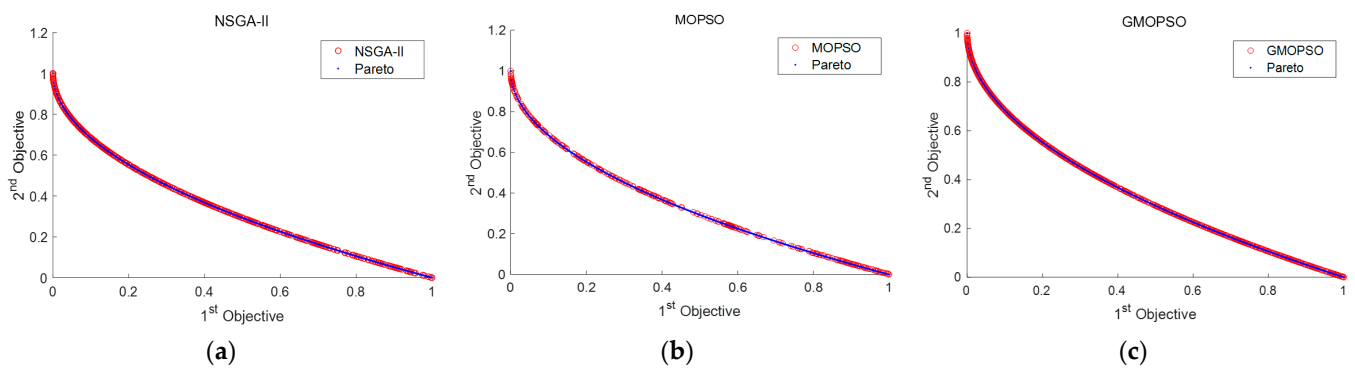 NSGA-II
1.2
1
0.8
0.6
0.4
0.2
0
0
0.2
0.4
0.6
0.8
1
2nd Objective
1st Objective
NSGA-II
Pareto
(a)
MOPSO
1.2
1
0.8
0.6
0.4
0.2
0
0
0.2
0.4
0.6
0.8
1
2nd Objective
1st Objective
MOPSO
Pareto
(b)
GMOPSO
1
0.8
0.6
0.4
0.2
0
0
0.2
0.4
0.6
0.8
1
2nd Objective
1st Objective
GMOPSO
Pareto
(c)